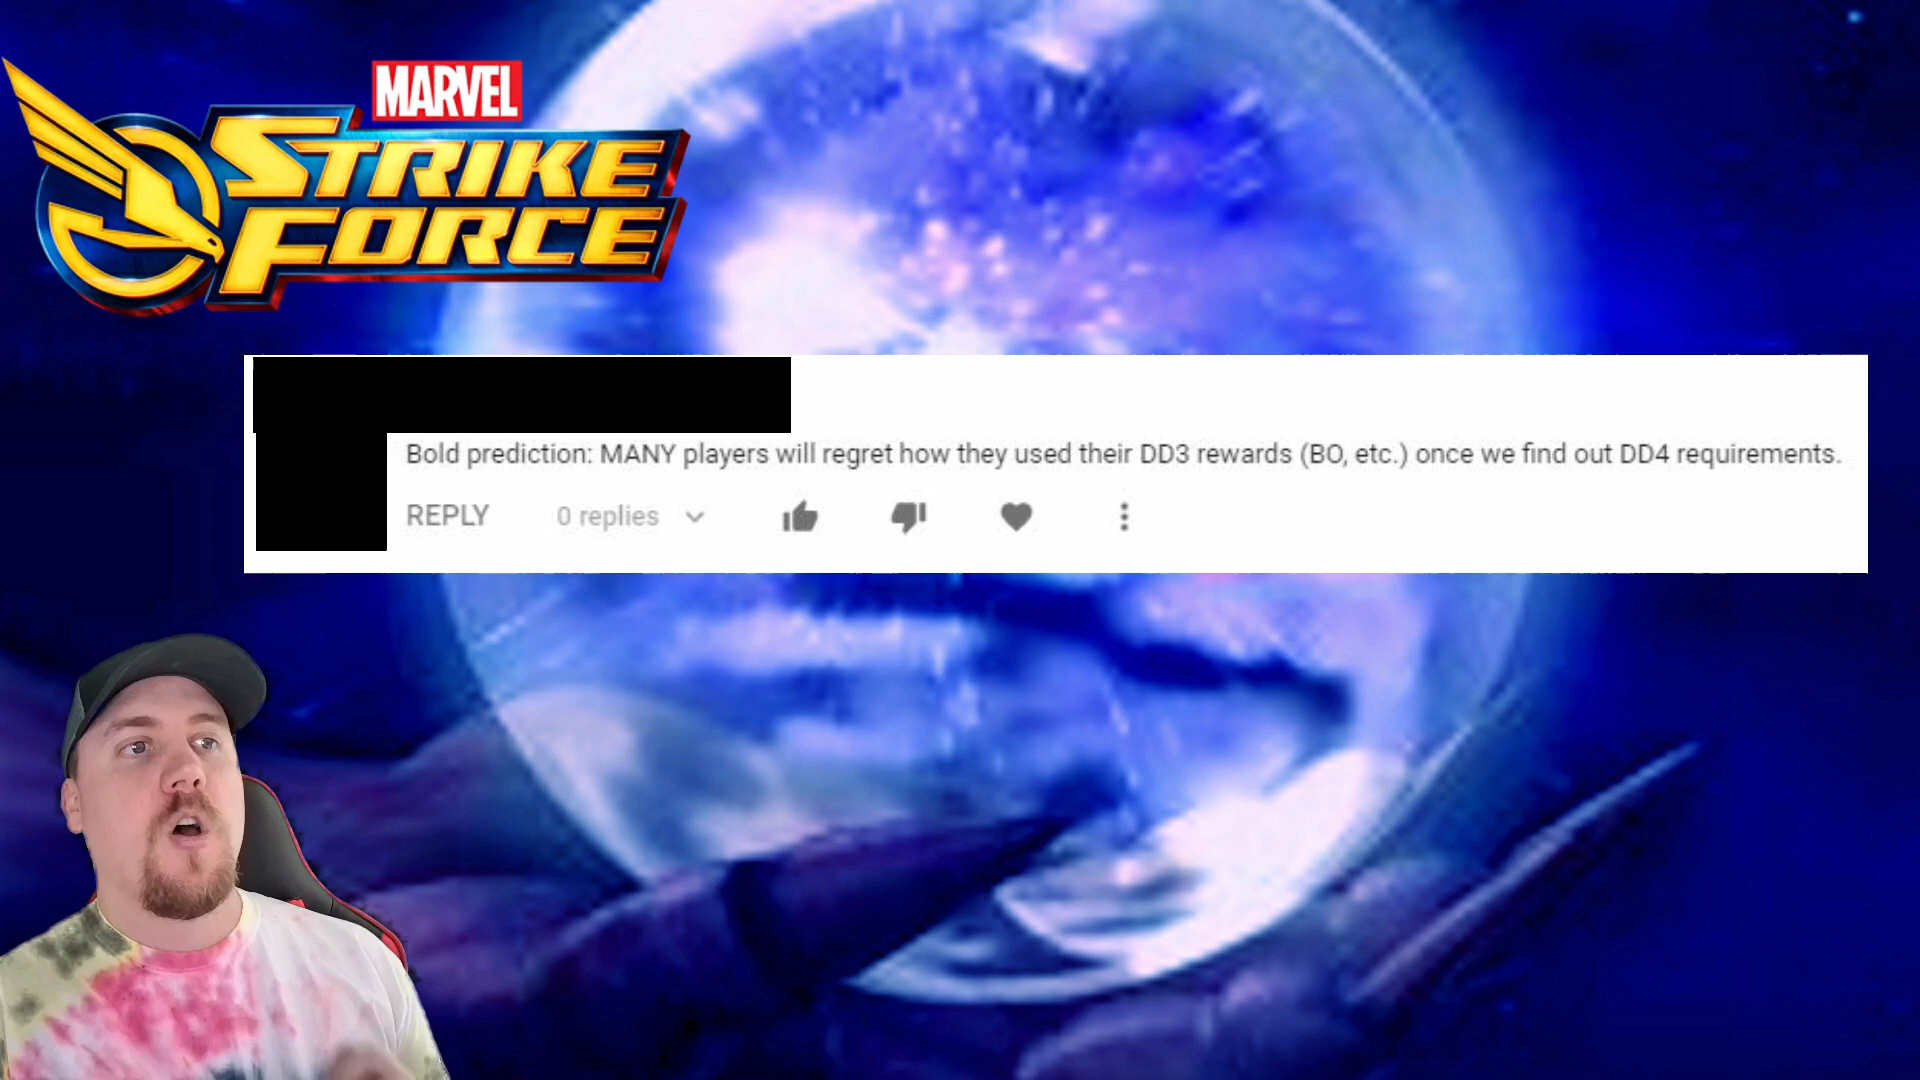 MARVEL
STRIKE
FORCE
Bold prediction: MANY players will regret how they used their DD3 rewards (BO, etc.) once we find out DD4 requirements.
REPLY 0 replies